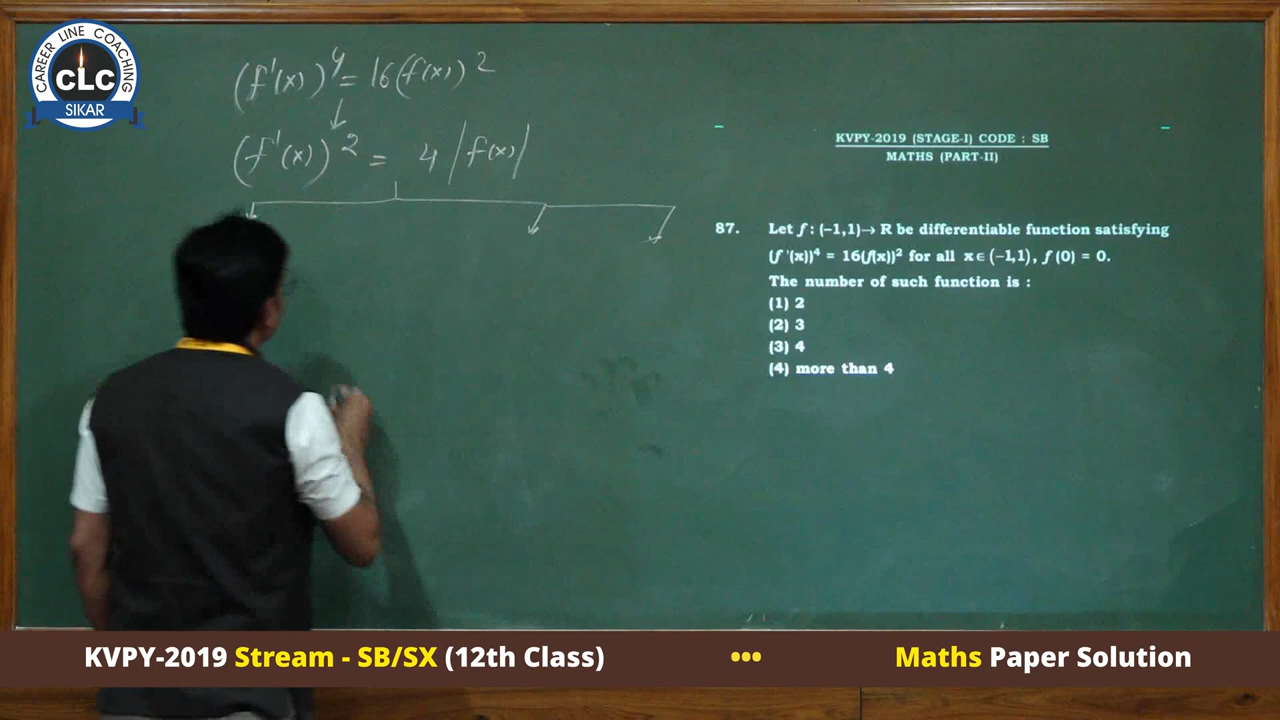 CAREER LINE COACHING
CLC
SIKAR
(f'(x))⁴ = 16(f(x))²
(f'(x))² = 4|f(x)|
KVPY-2019 (STAGE-I) CODE : SB
MATHS (PART-II)
87. Let f : (−1,1)→ R be differentiable function satisfying
(f '(x))⁴ = 16(f(x))² for all x ∈ (−1,1), f (0) = 0.
The number of such function is :
(1) 2
(2) 3
(3) 4
(4) more than 4
KVPY-2019 Stream - SB/SX (12th Class) ••• Maths Paper Solution